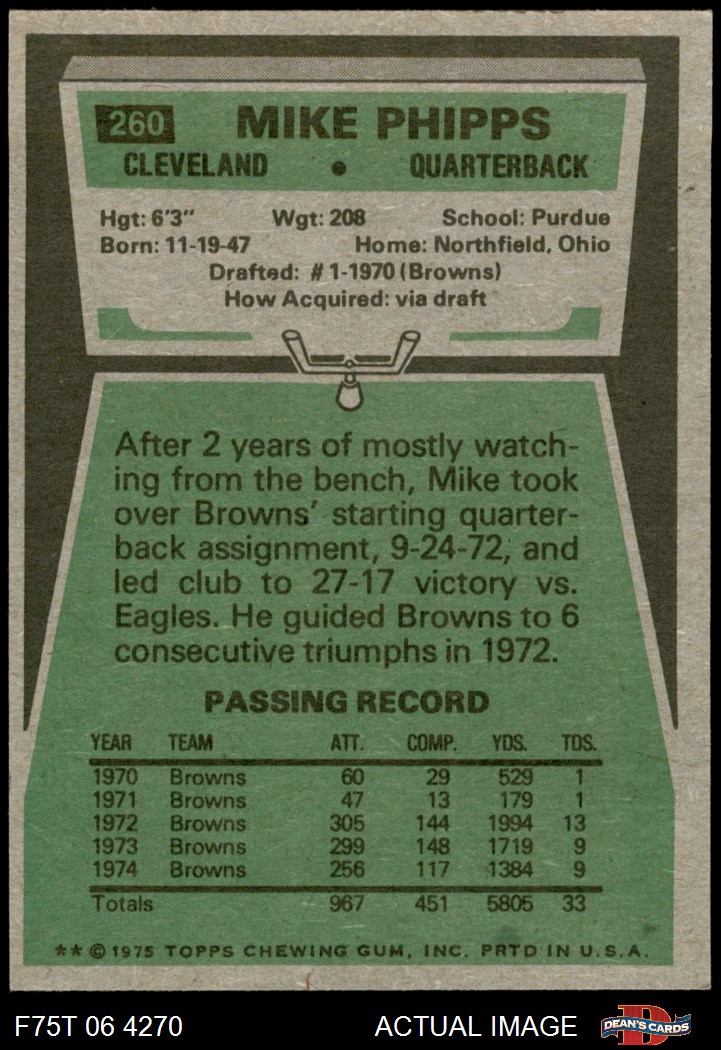 260 MIKE PHIPPS
CLEVELAND • QUARTERBACK
Hgt: 6'3" Wgt: 208 School: Purdue
Born: 11-19-47 Home: Northfield, Ohio
Drafted: #1-1970 (Browns)
How Acquired: via draft
After 2 years of mostly watch-
ing from the bench, Mike took
over Browns' starting quarter-
back assignment, 9-24-72, and
led club to 27-17 victory vs.
Eagles. He guided Browns to 6
consecutive triumphs in 1972.
PASSING RECORD
YEAR TEAM ATT. COMP. YDS. TDS.
1970 Browns 60 29 529 1
1971 Browns 47 13 179 1
1972 Browns 305 144 1994 13
1973 Browns 299 148 1719 9
1974 Browns 256 117 1384 9
Totals 967 451 5805 33
** © 1975 TOPPS CHEWING GUM, INC. PRTD IN U.S.A.
F75T 06 4270 ACTUAL IMAGE D DEAN'S CARDS